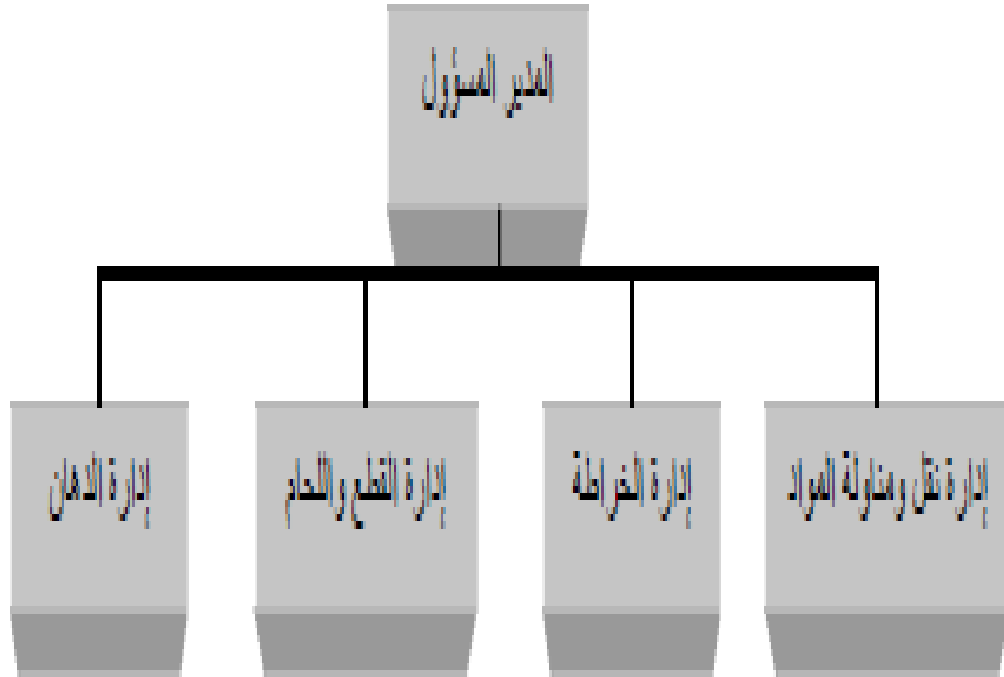 المدير المسؤول
إدارة نقل ومناولة المواد
إدارة الخراطة
إدارة القطع واللحام
إدارة الدهان